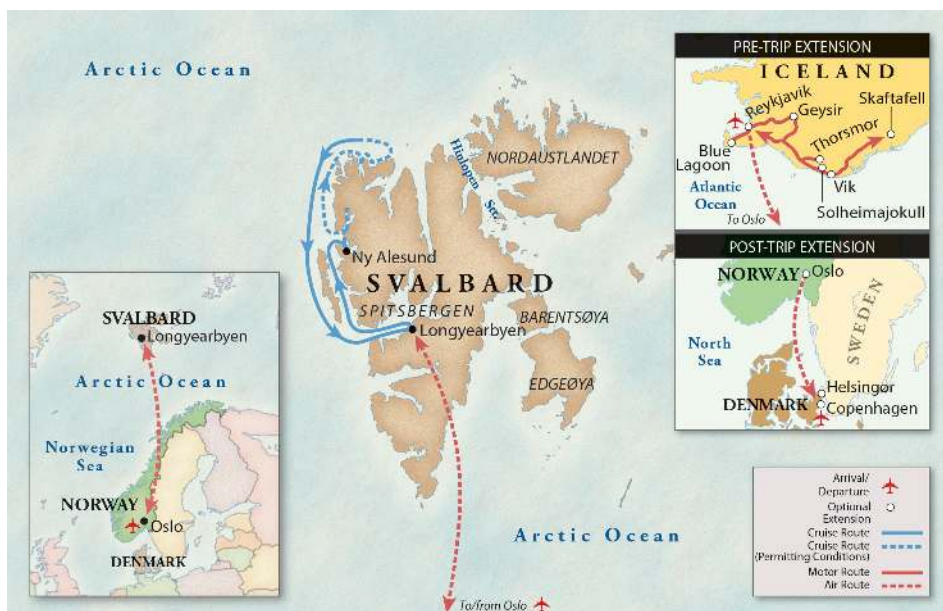 Arctic Ocean
Hinlopen Str.
NORDAUSTLANDET
Ny Alesund
SVALBARD
SPITSBERGEN
Longyearbyen
BARENTSØYA
EDGEØYA
Arctic Ocean
To/from Oslo
SVALBARD
Longyearbyen
Arctic Ocean
Norwegian
Sea
NORWAY
Oslo
DENMARK
PRE-TRIP EXTENSION
ICELAND
Reykjavik
Geysir
Skaftafell
Thorsmor
Blue
Lagoon
Vik
Atlantic
Ocean
Solheimajokull
To Oslo
POST-TRIP EXTENSION
NORWAY
Oslo
SWEDEN
North
Sea
Helsingør
DENMARK
Copenhagen
Arrival/
Departure
Optional
Extension
Cruise Route
Cruise Route
(Permitting Conditions)
Motor Route
Air Route